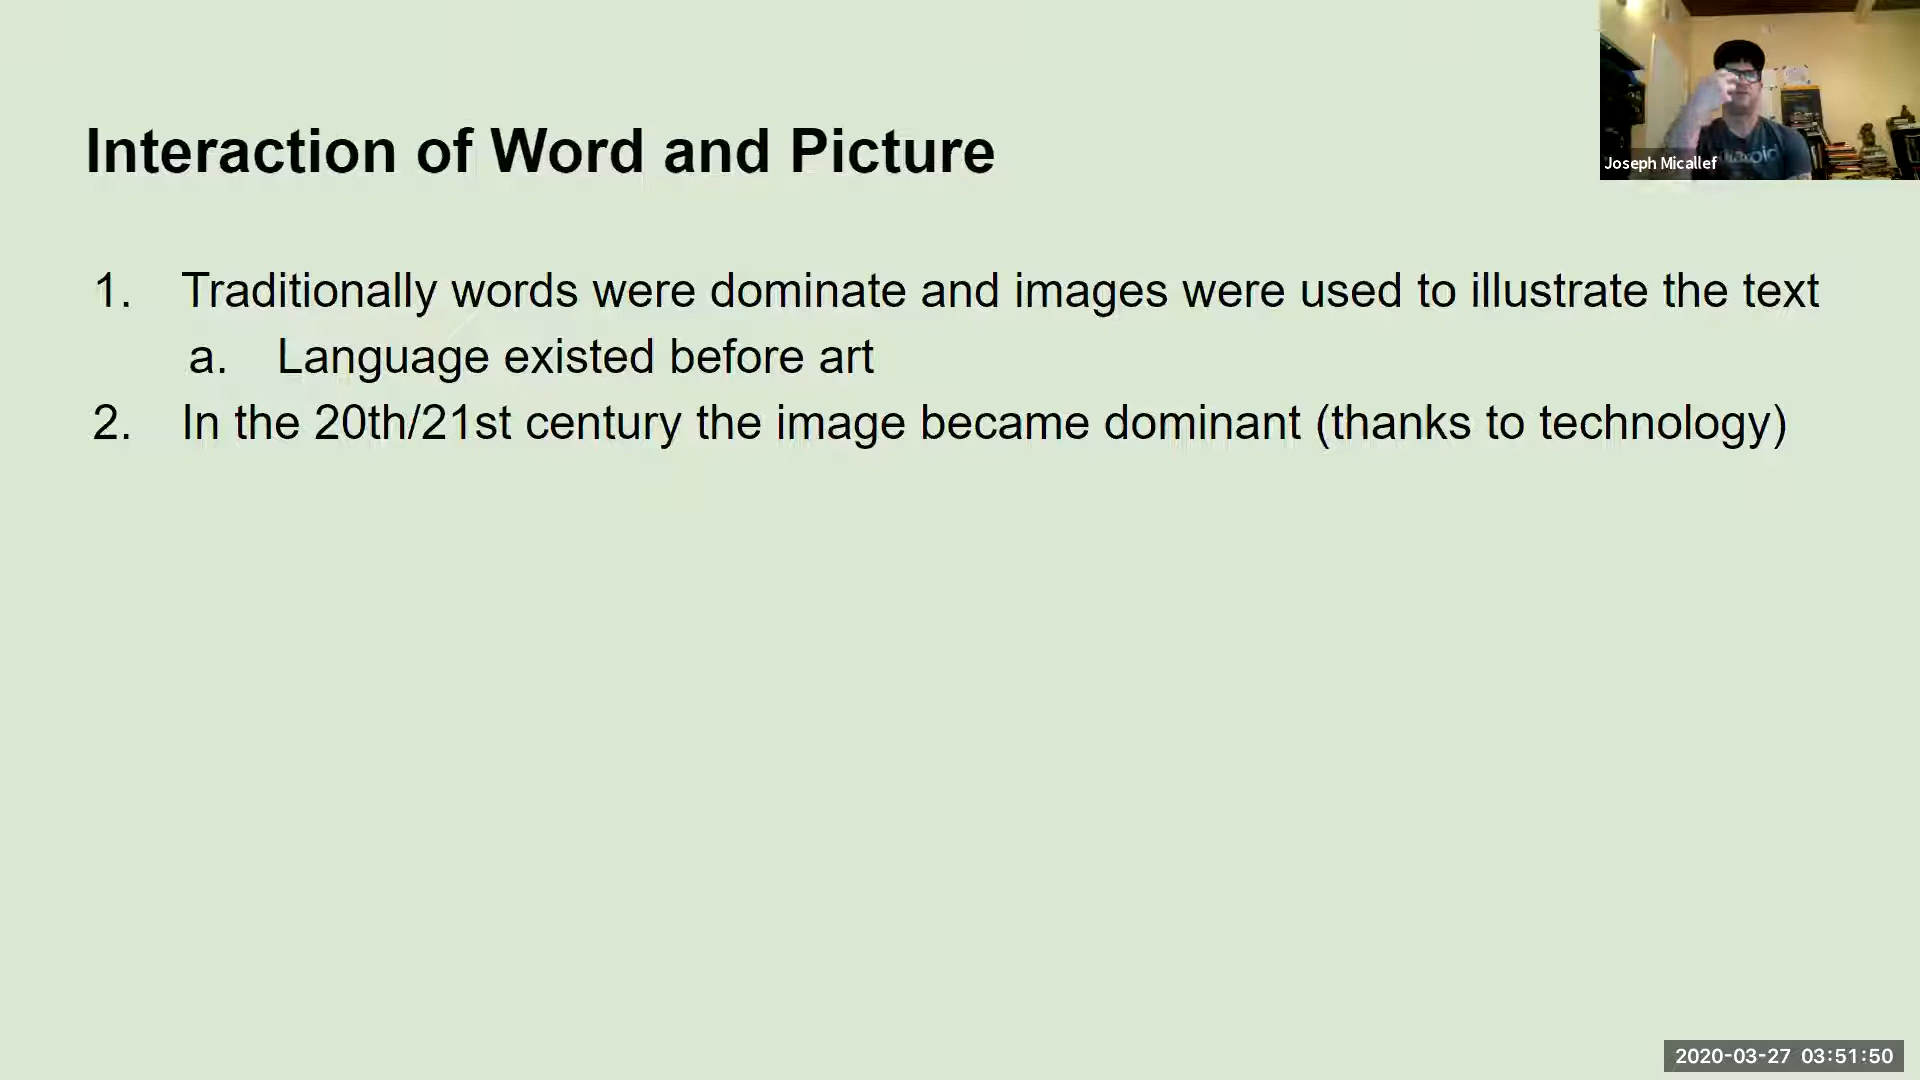 Interaction of Word and Picture
1. Traditionally words were dominate and images were used to illustrate the text
a. Language existed before art
2. In the 20th/21st century the image became dominant (thanks to technology)
Joseph Micallef
2020-03-27 03:51:50